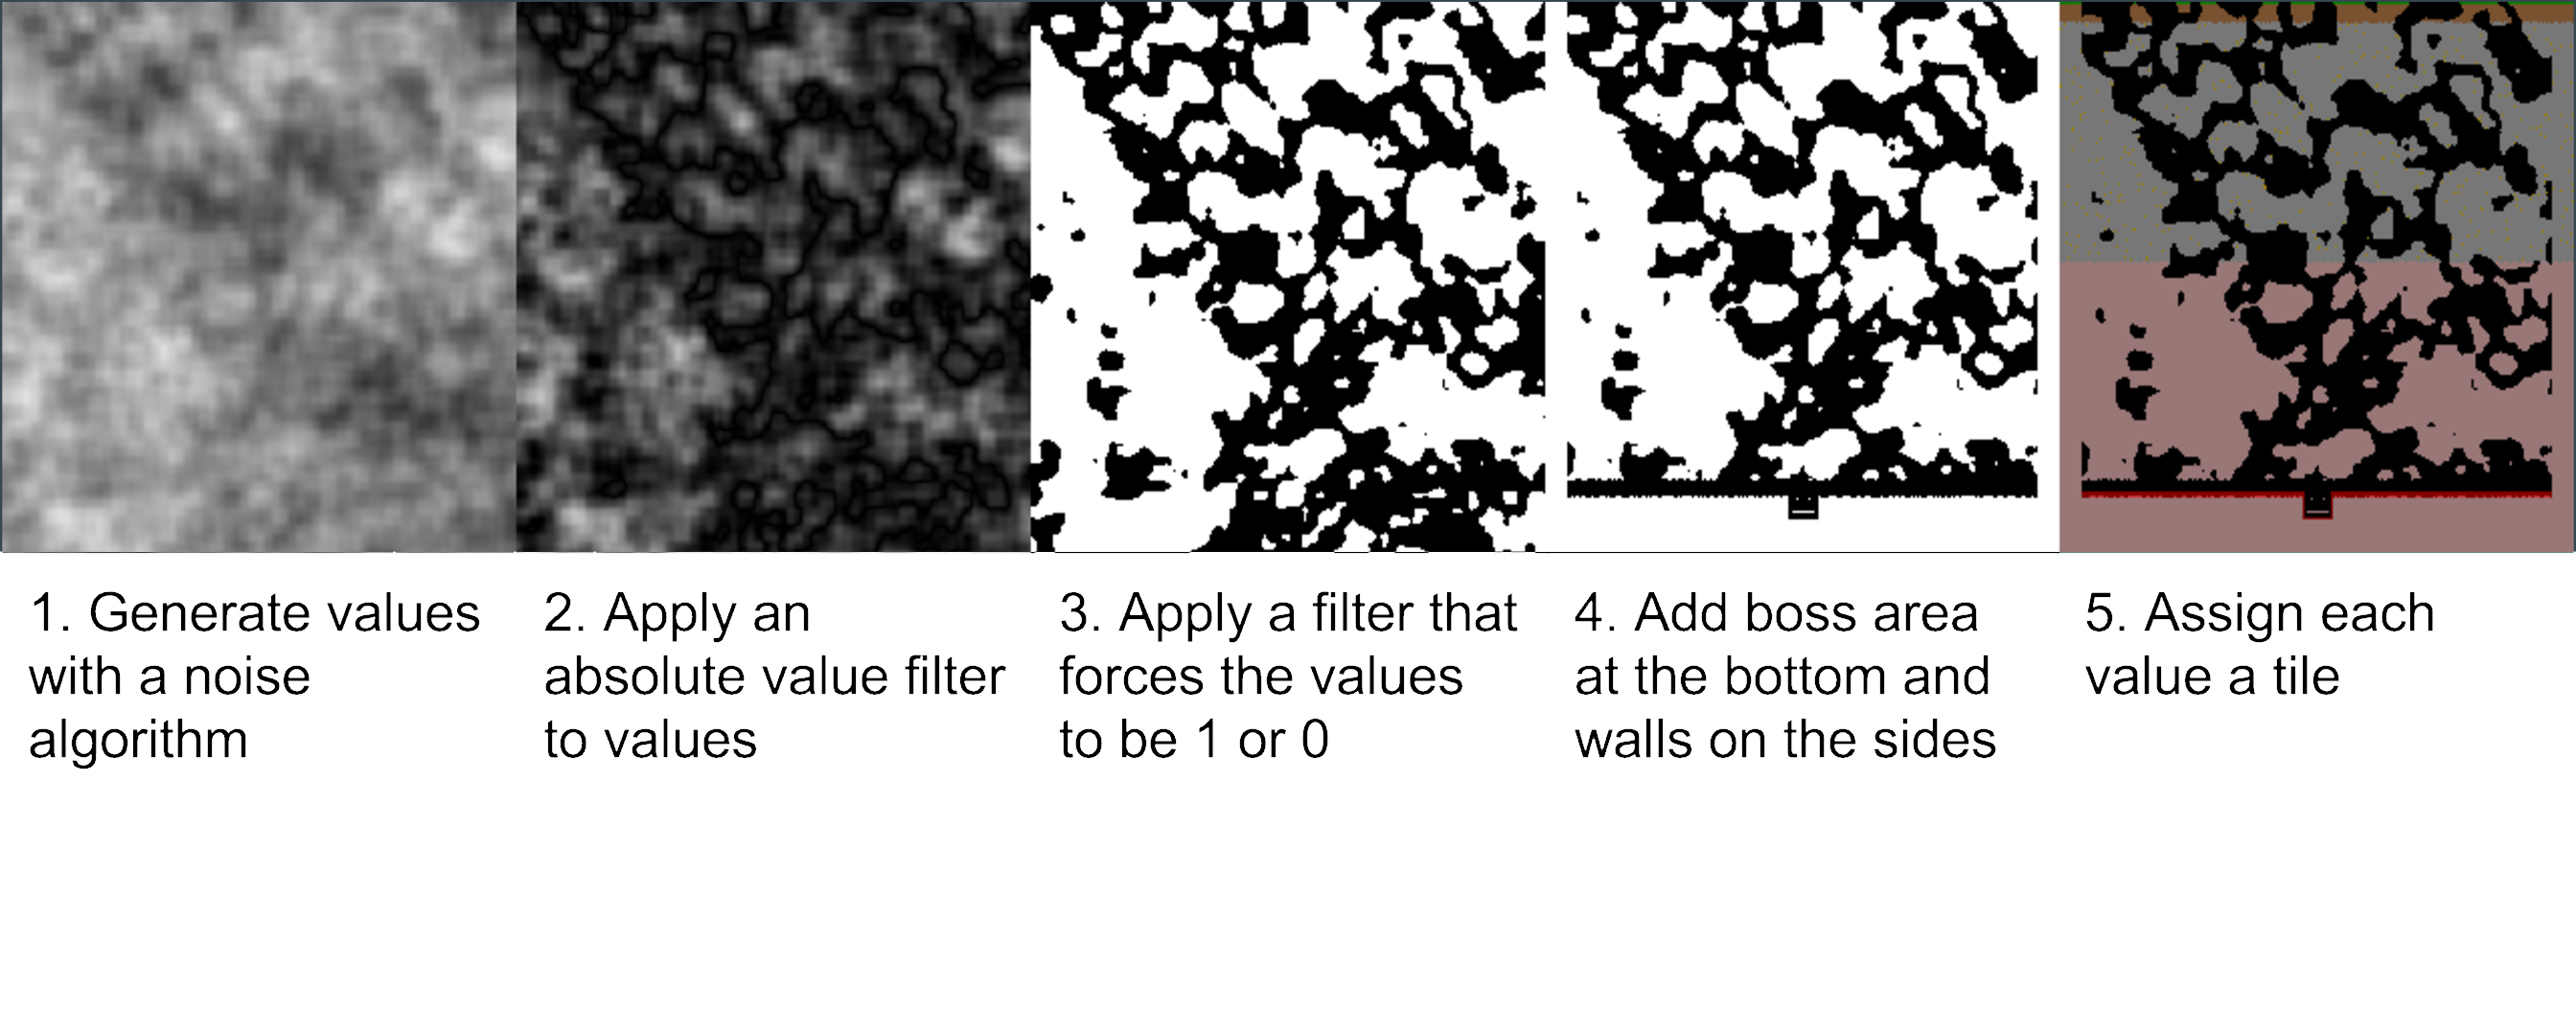 1. Generate values
with a noise
algorithm
2. Apply an
absolute value filter
to values
3. Apply a filter that
forces the values
to be 1 or 0
4. Add boss area
at the bottom and
walls on the sides
5. Assign each
value a tile